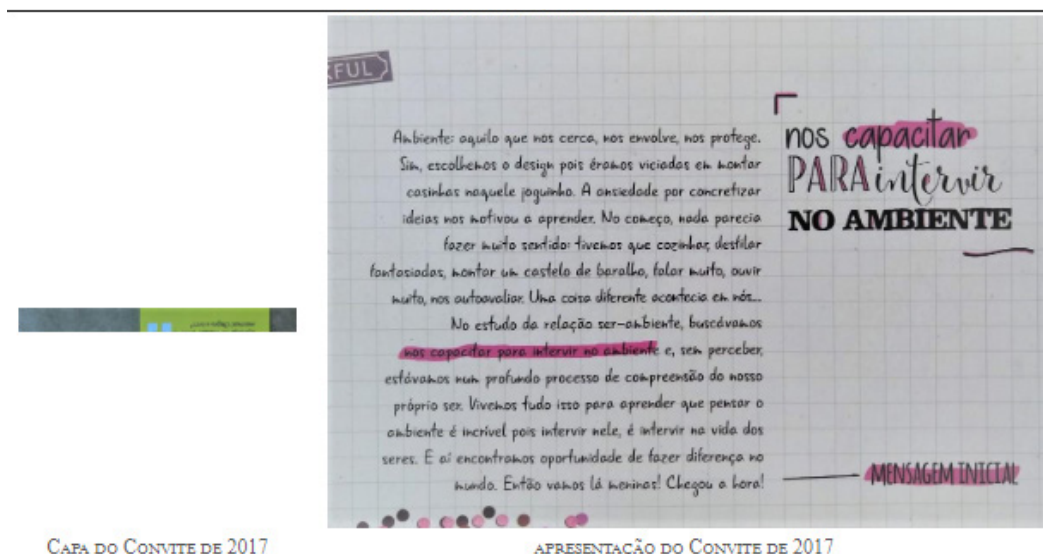 KFUL
Ambiente: aquilo que nos cerca, nos envolve, nos protege.
Sim, escolhemos o design pois éramos viciadas em montar
casinhas naquele joguinho. A ansiedade por concretizar
ideias nos motivou a aprender. No começo, nada parecia
fazer muito sentido: tivemos que cozinhar, desfilar
fantasiadas, montar um castelo de baralho, falar muito, ouvir
muito, nos autoavaliar. Uma coisa diferente acontecia em nós...
No estudo da relação ser-ambiente, buscávamos
nos capacitar para intervir no ambiente e, sem perceber,
estávamos num profundo processo de compreensão do nosso
próprio ser. Vivemos tudo isso para aprender que pensar o
ambiente é incrível pois intervir nele, é intervir na vida dos
seres. E aí encontramos oportunidade de fazer diferença no
mundo. Então vamos lá meninas! Chegou a hora!
nos capacitar
PARA intervir
NO AMBIENTE
MENSAGEM INICIAL
CAPA DO CONVITE DE 2017
APRESENTAÇÃO DO CONVITE DE 2017